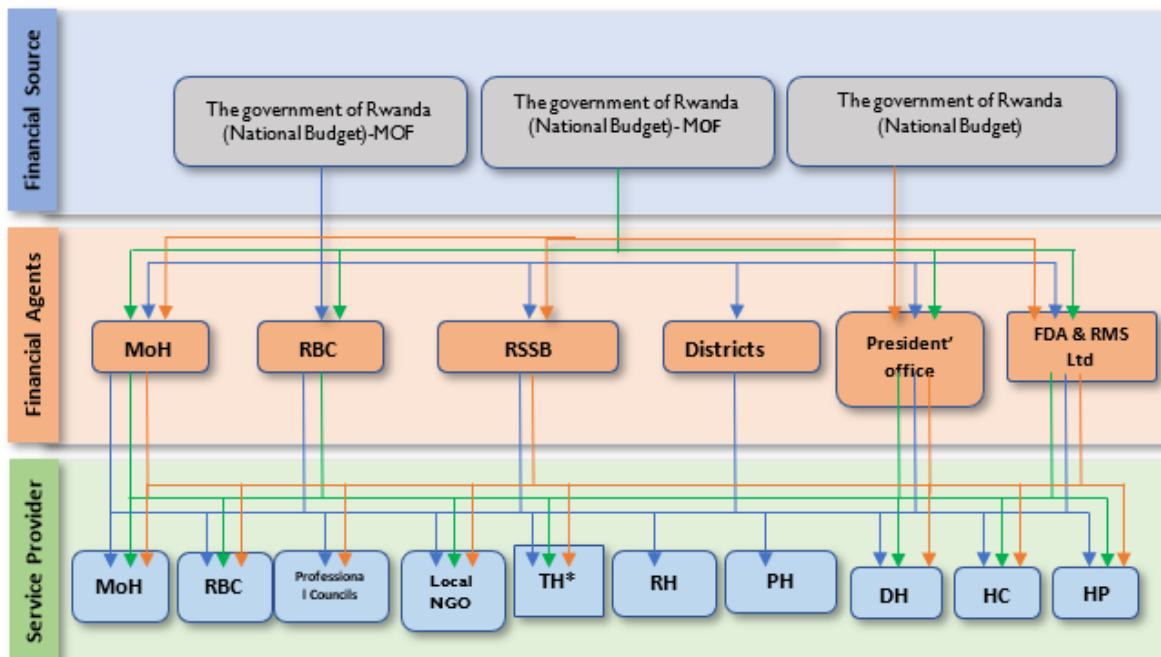 Financial Source
The government of Rwanda
(National Budget)-MOF
The government of Rwanda
(National Budget)- MOF
The government of Rwanda
(National Budget)
Financial Agents
MoH
RBC
RSSB
Districts
President'
office
FDA & RMS
Ltd
Service Provider
MoH
RBC
Professiona
l Councils
Local
NGO
TH*
RH
PH
DH
HC
HP